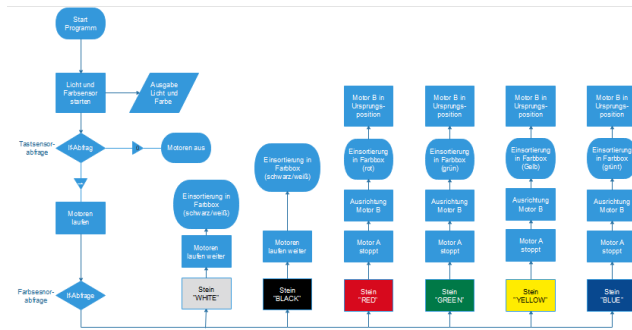 Start
Programm
Licht und
Farbsensor
starten
Ausgabe
Licht und
Farbe
Tastsensor-
abfrage
If-Abfrag
0
Motoren aus
Motoren
laufen
Farbsesnor-
abfrage
If-Abfrage
Einsortierung in
Farbbox
(schwarz/weiß)
Motoren
laufen weiter
Stein
"WHITE"
Einsortierung in
Farbbox
(schwarz/weiß)
Motoren
laufen weiter
Stein
"BLACK"
Motor B in
Ursprungs-
position
Einsortierung
in Farbbox
(rot)
Ausrichtung
Motor B
Motor A
stoppt
Stein
"RED"
Motor B in
Ursprungs-
position
Einsortierung
in Farbbox
(grün)
Ausrichtung
Motor B
Motor A
stoppt
Stein
"GREEN"
Motor B in
Ursprungs-
position
Einsortierung
in Farbbox
(Gelb)
Ausrichtung
Motor B
Motor A
stoppt
Stein
"YELLOW"
Motor B in
Ursprungs-
position
Einsortierung
in Farbbox
(grünt)
Ausrichtung
Motor B
Motor A
stoppt
Stein
"BLUE"